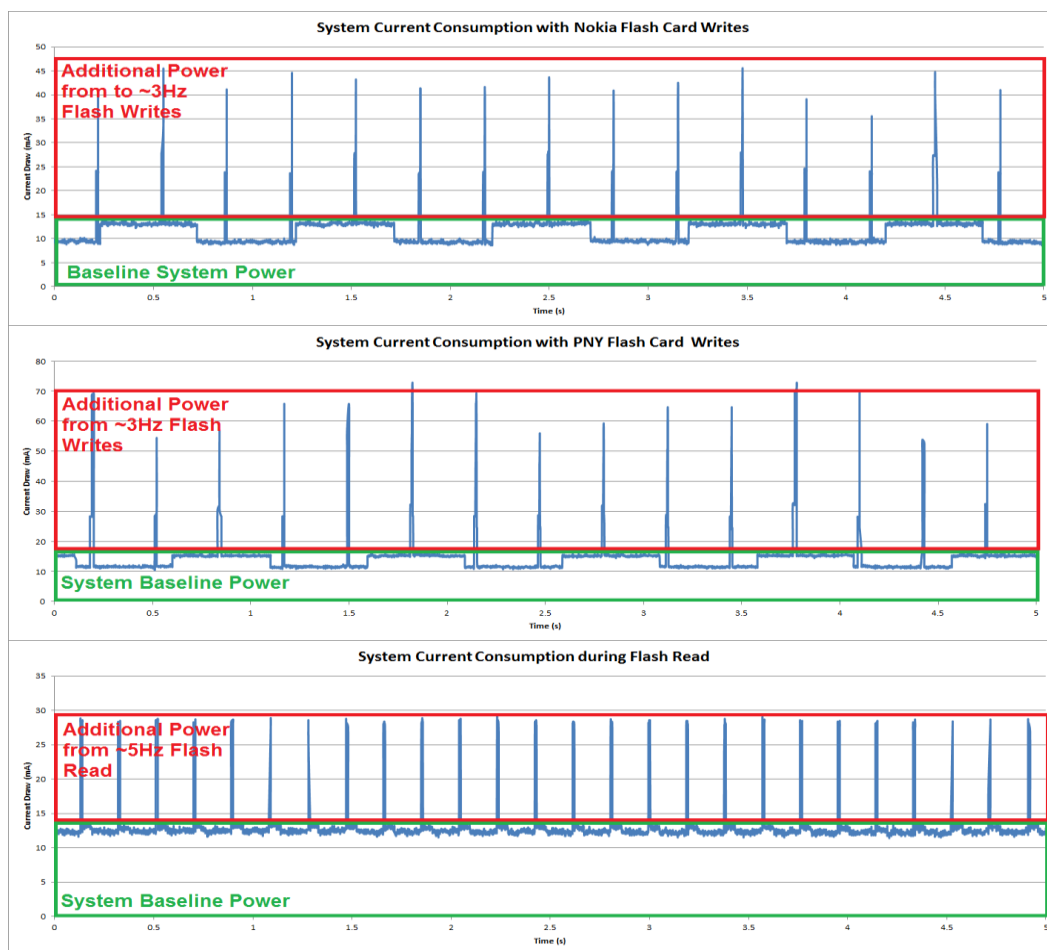 System Current Consumption with Nokia Flash Card Writes
50
45
40
35
30
25
20
15
10
5
0
Current Draw (mA)
Additional Power
from to ~3Hz
Flash Writes
Baseline System Power
0 0.5 1 1.5 2 2.5 3 3.5 4 4.5 5
Time (s)
System Current Consumption with PNY Flash Card Writes
80
70
60
50
40
30
20
10
0
Current Draw (mA)
Additional Power
from ~3Hz Flash
Writes
System Baseline Power
0 0.5 1 1.5 2 2.5 3 3.5 4 4.5 5
Time (s)
System Current Consumption during Flash Read
35
30
25
20
15
10
5
0
Current Draw (mA)
Additional Power
from ~5Hz Flash
Read
System Baseline Power
0 0.5 1 1.5 2 2.5 3 3.5 4 4.5 5
Time (s)